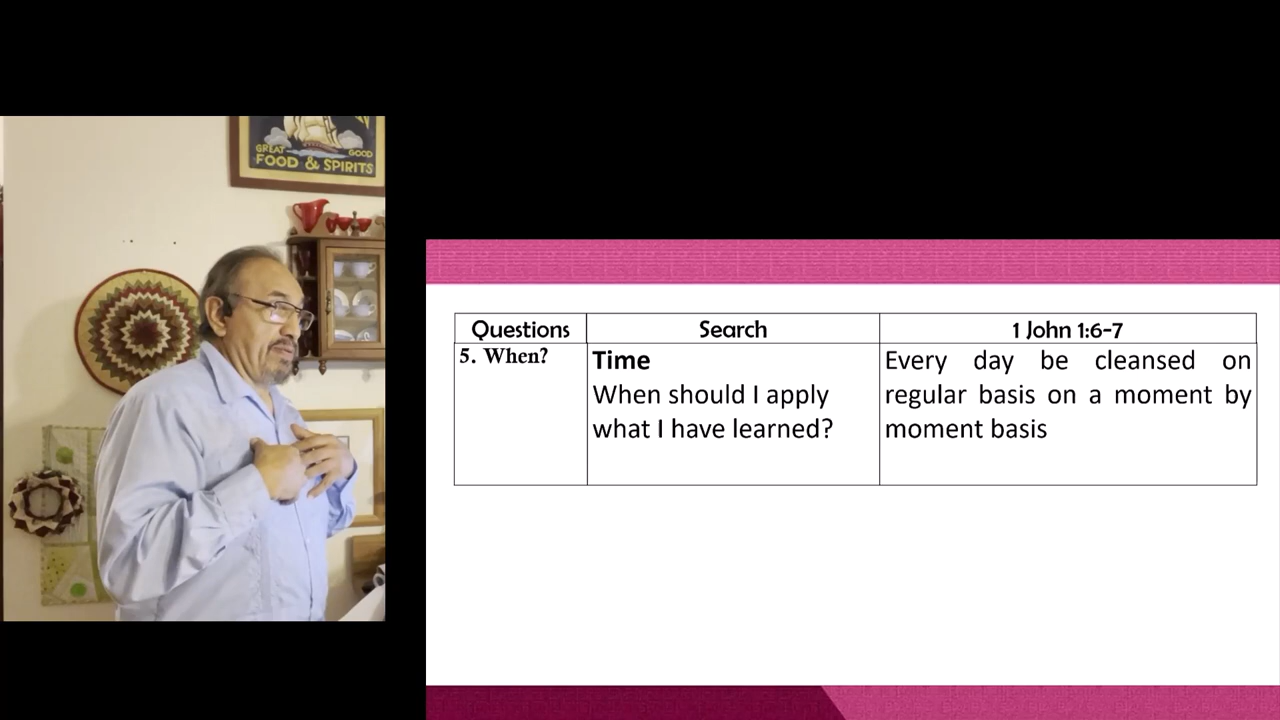 GREAT GOOD
FOOD & SPIRITS
Questions Search 1 John 1:6-7
5. When? Time Every day be cleansed on
When should I apply regular basis on a moment by
what I have learned? moment basis